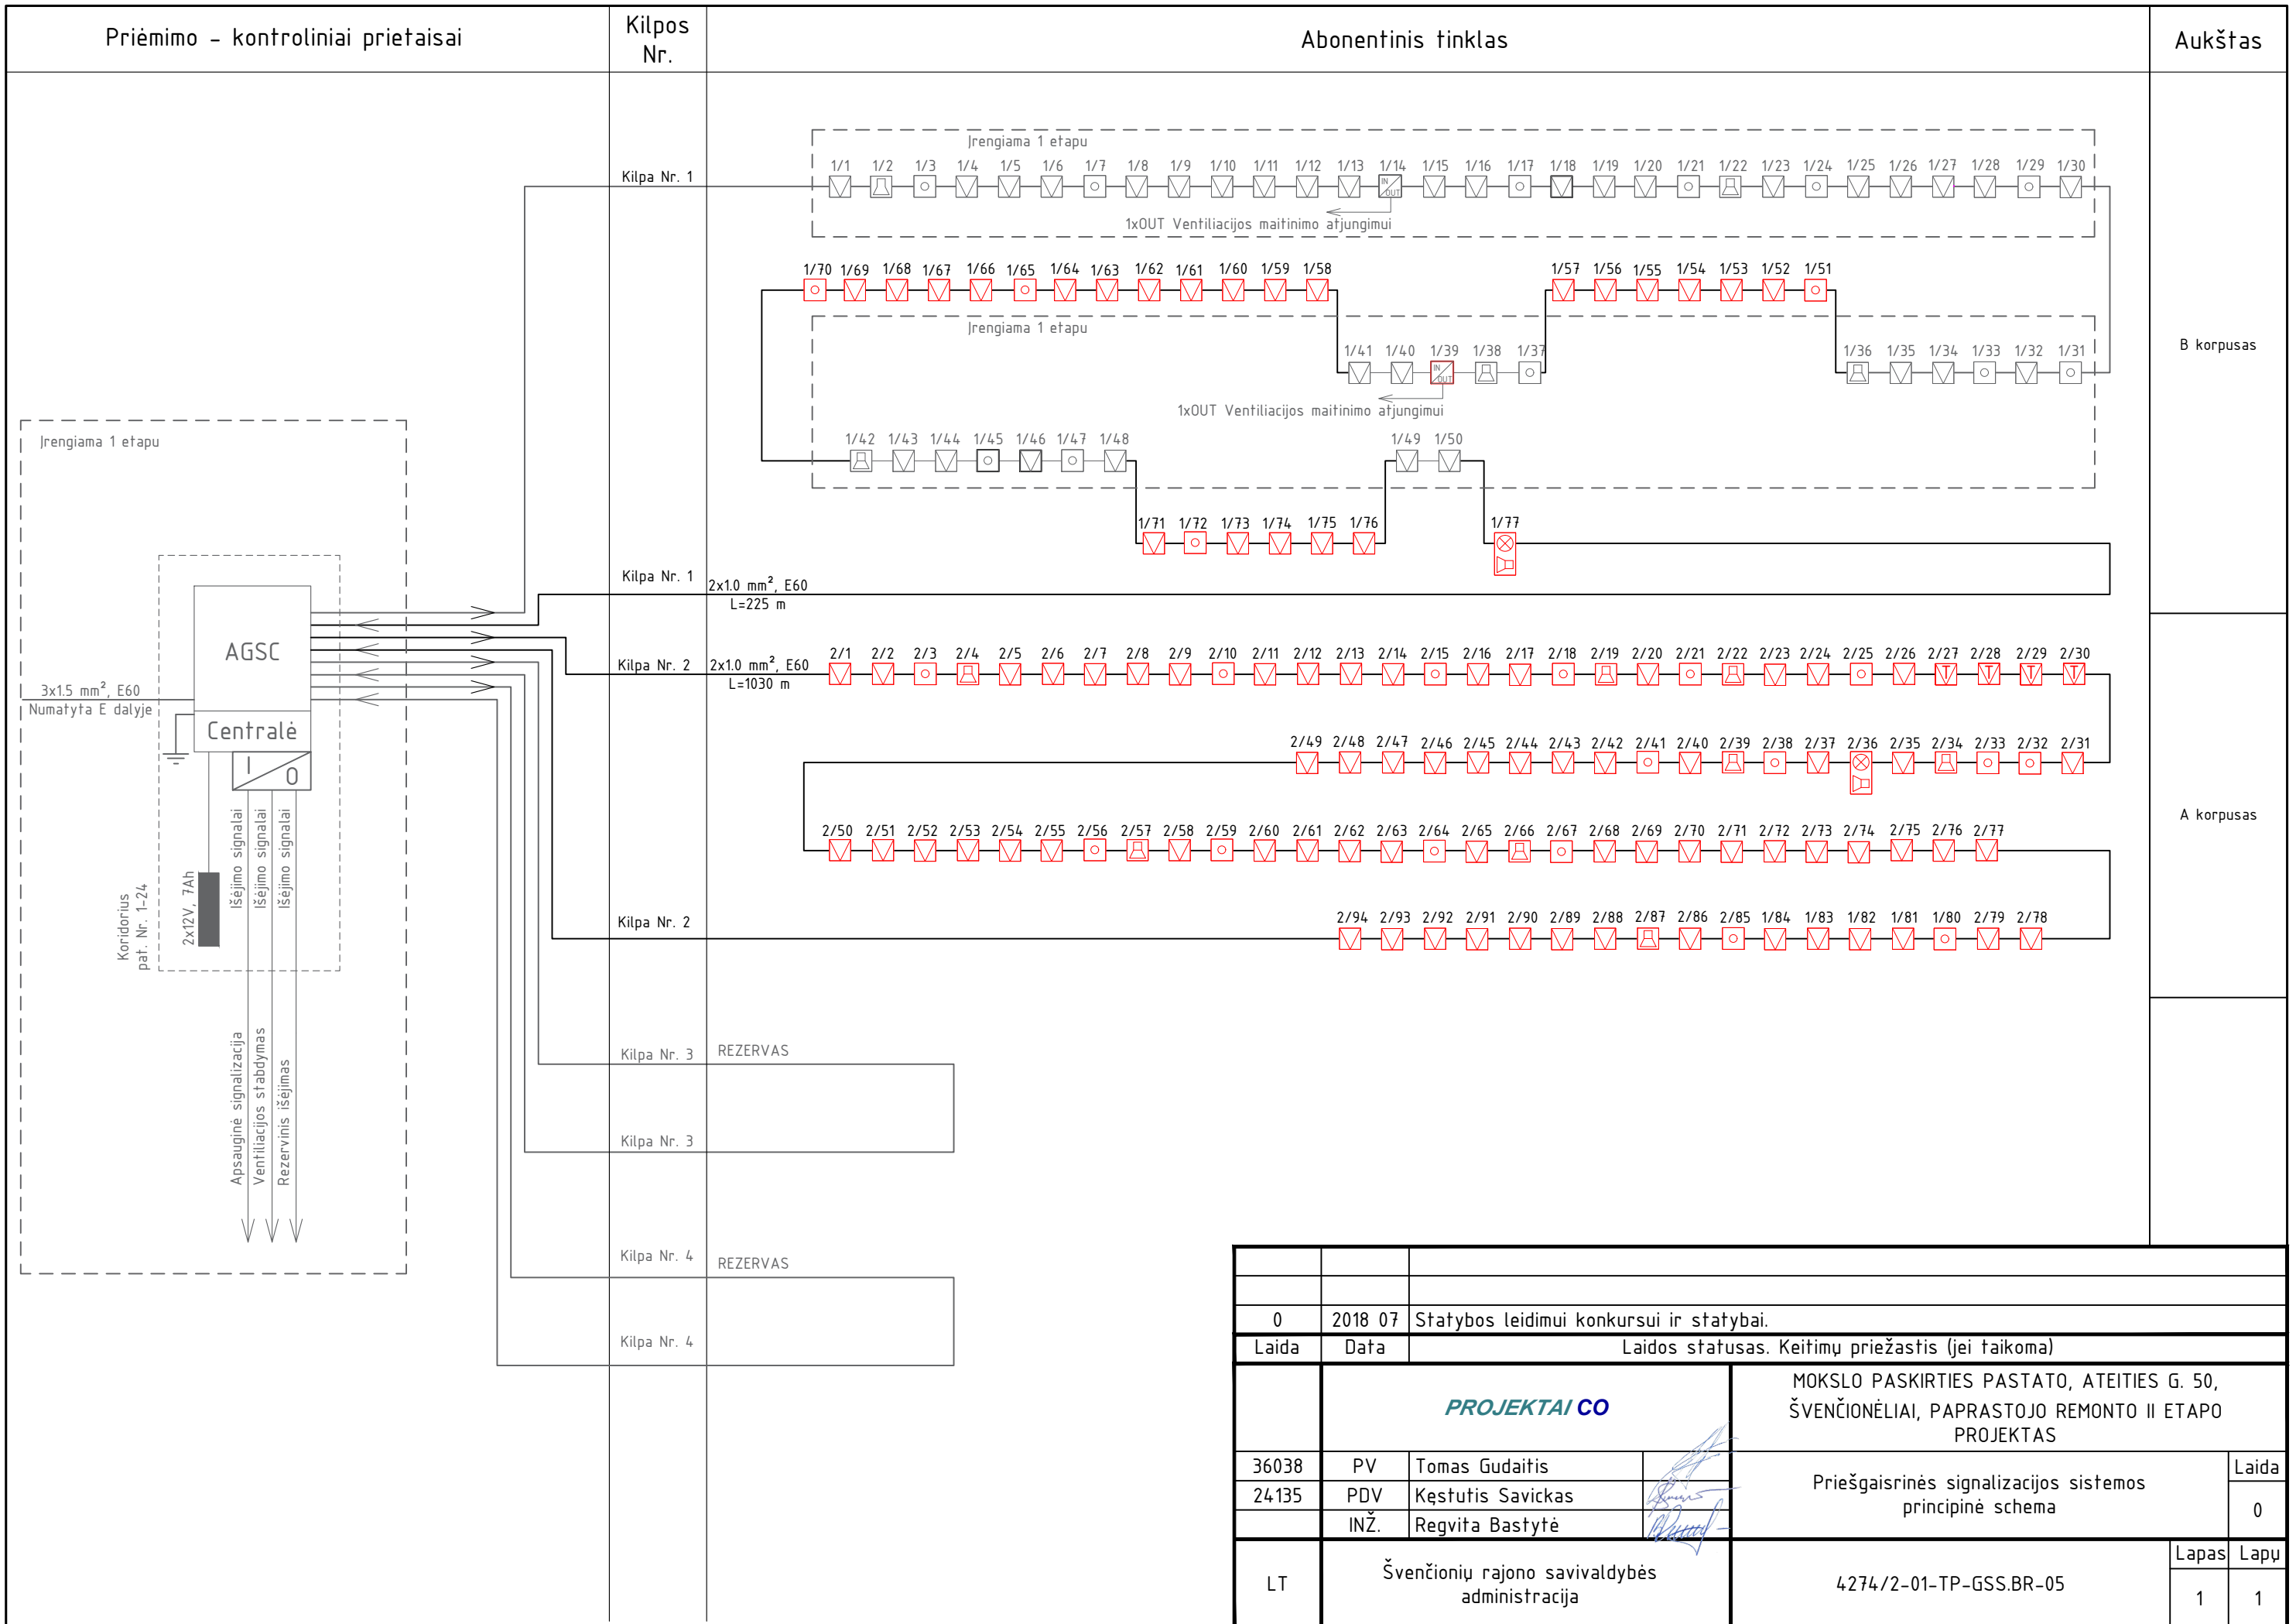 Priėmimo - kontroliniai prietaisai
Kilpos
Nr.
Abonentinis tinklas
Aukštas
Įrengiama 1 etapu
1/1 1/2 1/3 1/4 1/5 1/6 1/7 1/8 1/9 1/10 1/11 1/12 1/13 1/14 1/15 1/16 1/17 1/18 1/19 1/20 1/21 1/22 1/23 1/24 1/25 1/26 1/27 1/28 1/29 1/30
Kilpa Nr. 1
IN
OUT
1xOUT Ventiliacijos maitinimo atjungimui
1/70 1/69 1/68 1/67 1/66 1/65 1/64 1/63 1/62 1/61 1/60 1/59 1/58 1/57 1/56 1/55 1/54 1/53 1/52 1/51
Įrengiama 1 etapu
1/41 1/40 1/39 1/38 1/37 1/36 1/35 1/34 1/33 1/32 1/31
IN
OUT
1xOUT Ventiliacijos maitinimo atjungimui
B korpusas
1/42 1/43 1/44 1/45 1/46 1/47 1/48 1/49 1/50
1/71 1/72 1/73 1/74 1/75 1/76 1/77
Kilpa Nr. 1
2x1.0 mm², E60
L=225 m
Kilpa Nr. 2
2x1.0 mm², E60
L=1030 m
2/1 2/2 2/3 2/4 2/5 2/6 2/7 2/8 2/9 2/10 2/11 2/12 2/13 2/14 2/15 2/16 2/17 2/18 2/19 2/20 2/21 2/22 2/23 2/24 2/25 2/26 2/27 2/28 2/29 2/30
T T T T
2/49 2/48 2/47 2/46 2/45 2/44 2/43 2/42 2/41 2/40 2/39 2/38 2/37 2/36 2/35 2/34 2/33 2/32 2/31
A korpusas
2/50 2/51 2/52 2/53 2/54 2/55 2/56 2/57 2/58 2/59 2/60 2/61 2/62 2/63 2/64 2/65 2/66 2/67 2/68 2/69 2/70 2/71 2/72 2/73 2/74 2/75 2/76 2/77
Kilpa Nr. 2
2/94 2/93 2/92 2/91 2/90 2/89 2/88 2/87 2/86 2/85 1/84 1/83 1/82 1/81 1/80 2/79 2/78
Įrengiama 1 etapu
AGSC
Centralė
I
O
3x1.5 mm², E60
Numatyta E dalyje
Koridorius
pat. Nr. 1-24
2x12V, 7Ah
Išėjimo signalai
Išėjimo signalai
Išėjimo signalai
Apsauginė signalizacija
Ventiliacijos stabdymas
Rezervinis išėjimas
Kilpa Nr. 3
REZERVAS
Kilpa Nr. 3
Kilpa Nr. 4
REZERVAS
Kilpa Nr. 4
0 2018 07 Statybos leidimui konkursui ir statybai.
Laida Data Laidos statusas. Keitimų priežastis (jei taikoma)
PROJEKTAI CO
MOKSLO PASKIRTIES PASTATO, ATEITIES G. 50,
ŠVENČIONĖLIAI, PAPRASTOJO REMONTO II ETAPO
PROJEKTAS
36038 PV Tomas Gudaitis
24135 PDV Kęstutis Savickas
INŽ. Regvita Bastytė
Priešgaisrinės signalizacijos sistemos
principinė schema
Laida
0
LT
Švenčionių rajono savivaldybės
administracija
4274/2-01-TP-GSS.BR-05
Lapas Lapų
1 1